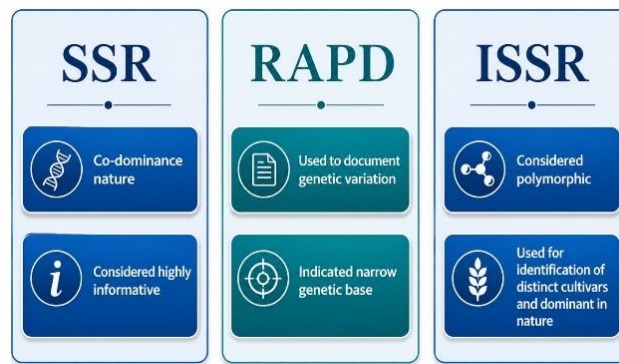 SSR
Co-dominance
nature
Considered highly
informative
RAPD
Used to document
genetic variation
Indicated narrow
genetic base
ISSR
Considered
polymorphic
Used for
identification of
distinct cultivars
and dominant in
nature